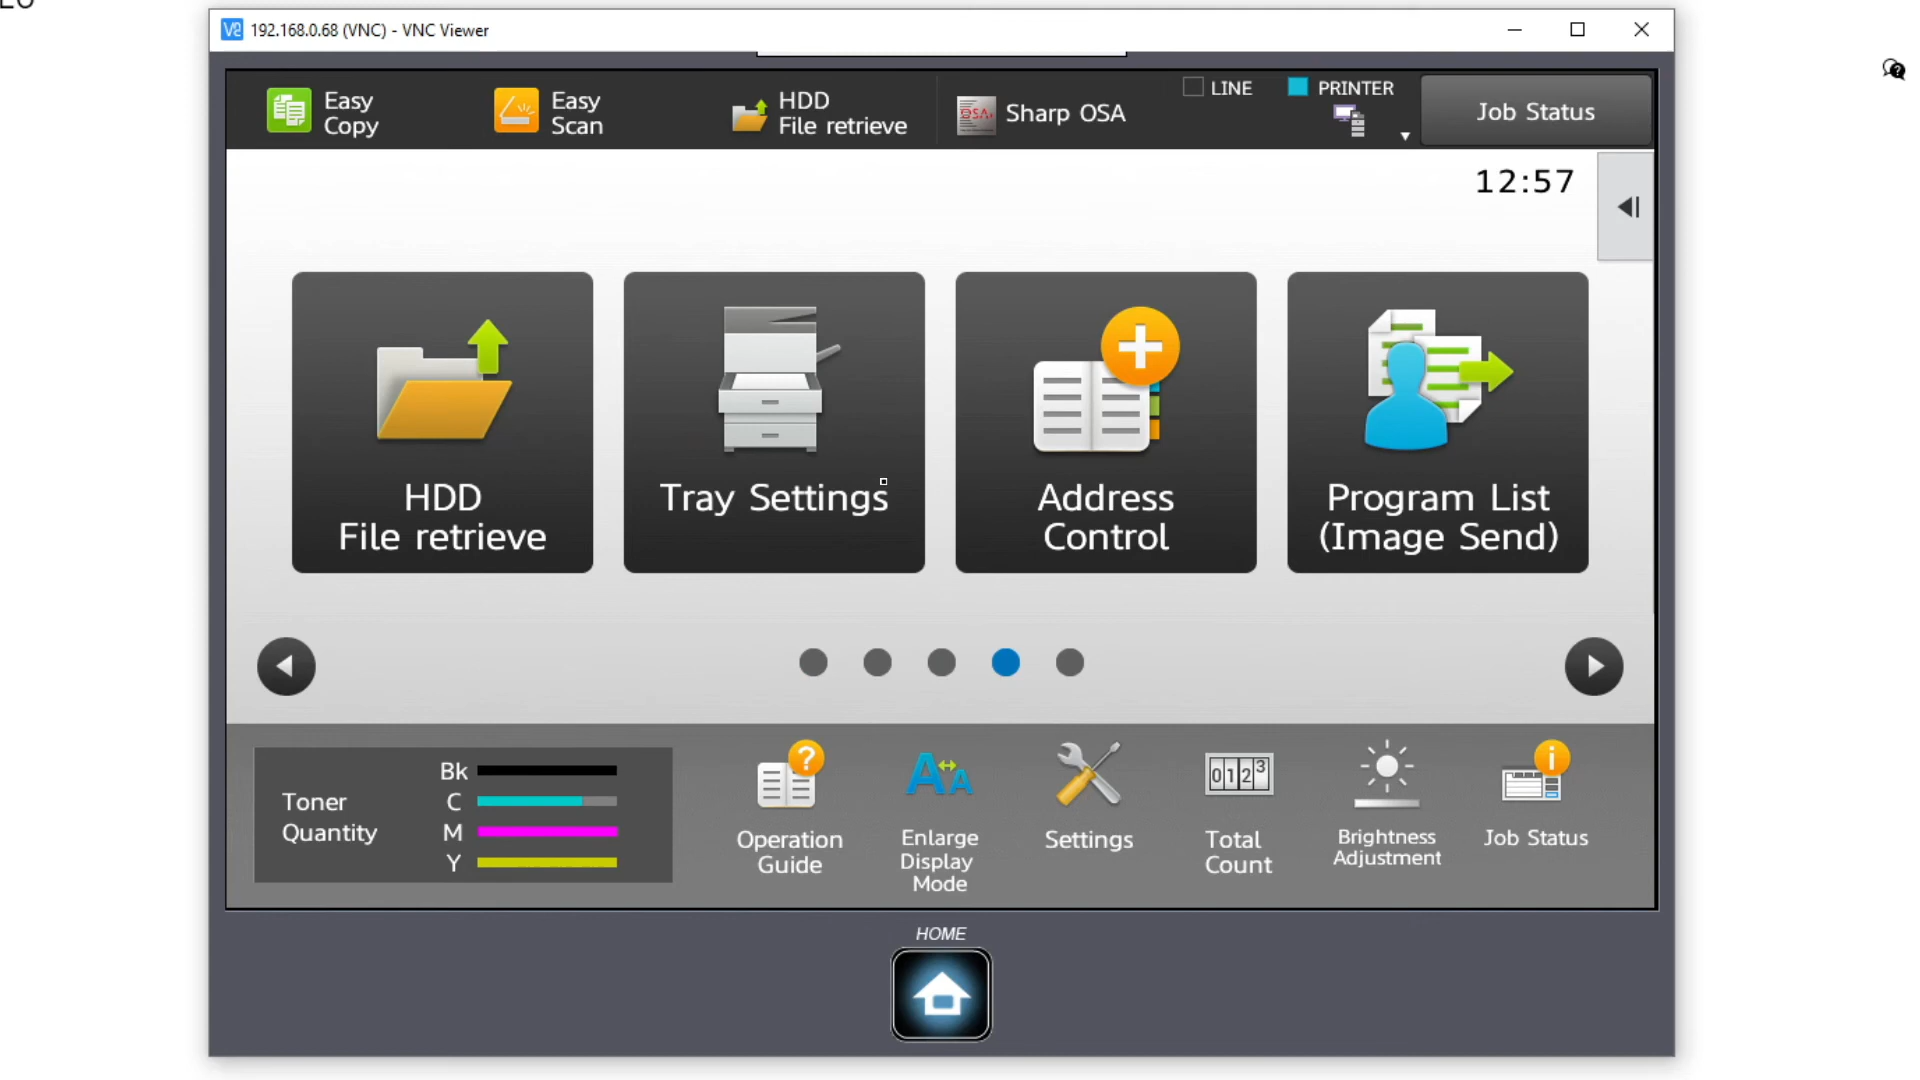 192.168.0.68 (VNC) - VNC Viewer
Easy
Copy
Easy
Scan
HDD
File retrieve
OSA
Sharp OSA
LINE
PRINTER
Job Status
12:57
HDD
File retrieve
Tray Settings
Address
Control
Program List
(Image Send)
Toner
Quantity
Bk
C
M
Y
Operation
Guide
Enlarge
Display
Mode
Settings
0123
Total
Count
Brightness
Adjustment
Job Status
HOME